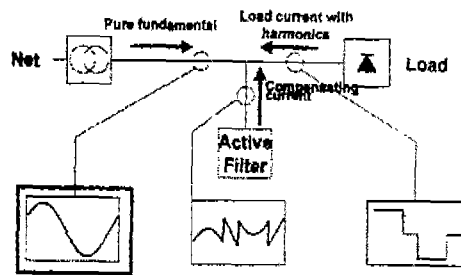 Pure fundamental
Load current with
harmonics
Net
Load
Compensating
current
Active
Filter